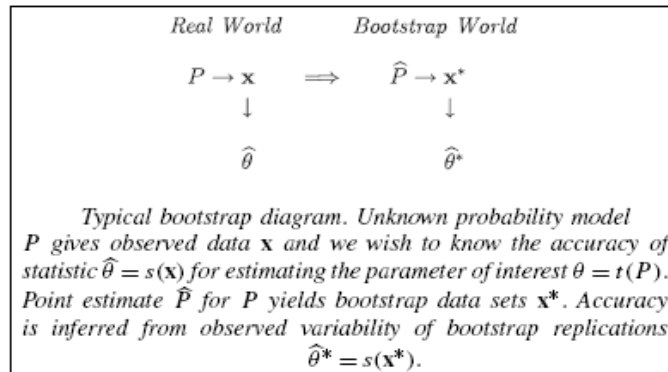 Real World Bootstrap World
P → x ⟹ P̂ → x*
↓ ↓
θ̂ θ̂*
Typical bootstrap diagram. Unknown probability model
P gives observed data x and we wish to know the accuracy of
statistic θ̂ = s(x) for estimating the parameter of interest θ = t(P).
Point estimate P̂ for P yields bootstrap data sets x*. Accuracy
is inferred from observed variability of bootstrap replications
θ̂* = s(x*).